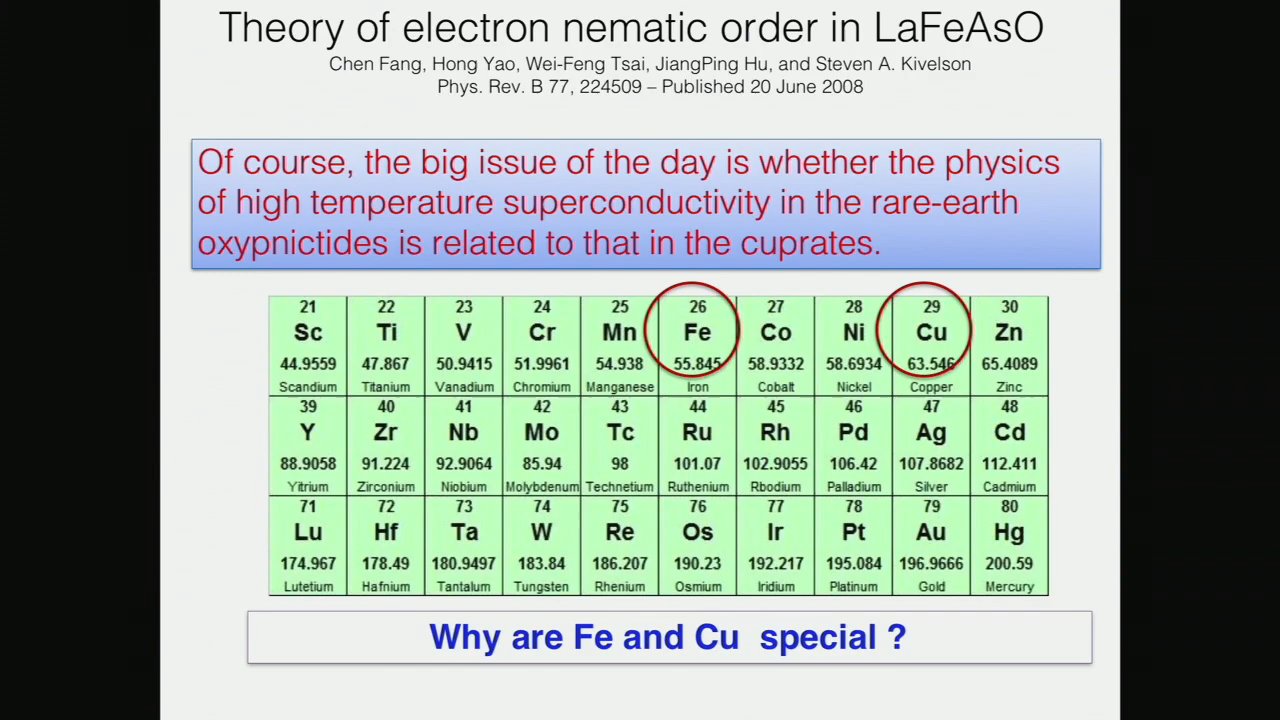 Theory of electron nematic order in LaFeAsO
Chen Fang, Hong Yao, Wei-Feng Tsai, JiangPing Hu, and Steven A. Kivelson
Phys. Rev. B 77, 224509 – Published 20 June 2008
Of course, the big issue of the day is whether the physics
of high temperature superconductivity in the rare-earth
oxypnictides is related to that in the cuprates.
21 22 23 24 25 26 27 28 29 30
Sc Ti V Cr Mn Fe Co Ni Cu Zn
44.9559 47.867 50.9415 51.9961 54.938 55.845 58.9332 58.6934 63.546 65.4089
Scandium Titanium Vanadium Chromium Manganese Iron Cobalt Nickel Copper Zinc
39 40 41 42 43 44 45 46 47 48
Y Zr Nb Mo Tc Ru Rh Pd Ag Cd
88.9058 91.224 92.9064 85.94 98 101.07 102.9055 106.42 107.8682 112.411
Yitrium Zirconium Niobium Molybdenum Technetium Ruthenium Rbodium Palladium Silver Cadmium
71 72 73 74 75 76 77 78 79 80
Lu Hf Ta W Re Os Ir Pt Au Hg
174.967 178.49 180.9497 183.84 186.207 190.23 192.217 195.084 196.9666 200.59
Lutetium Hafnium Tantalum Tungsten Rhenium Osmium Iridium Platinum Gold Mercury
Why are Fe and Cu special ?